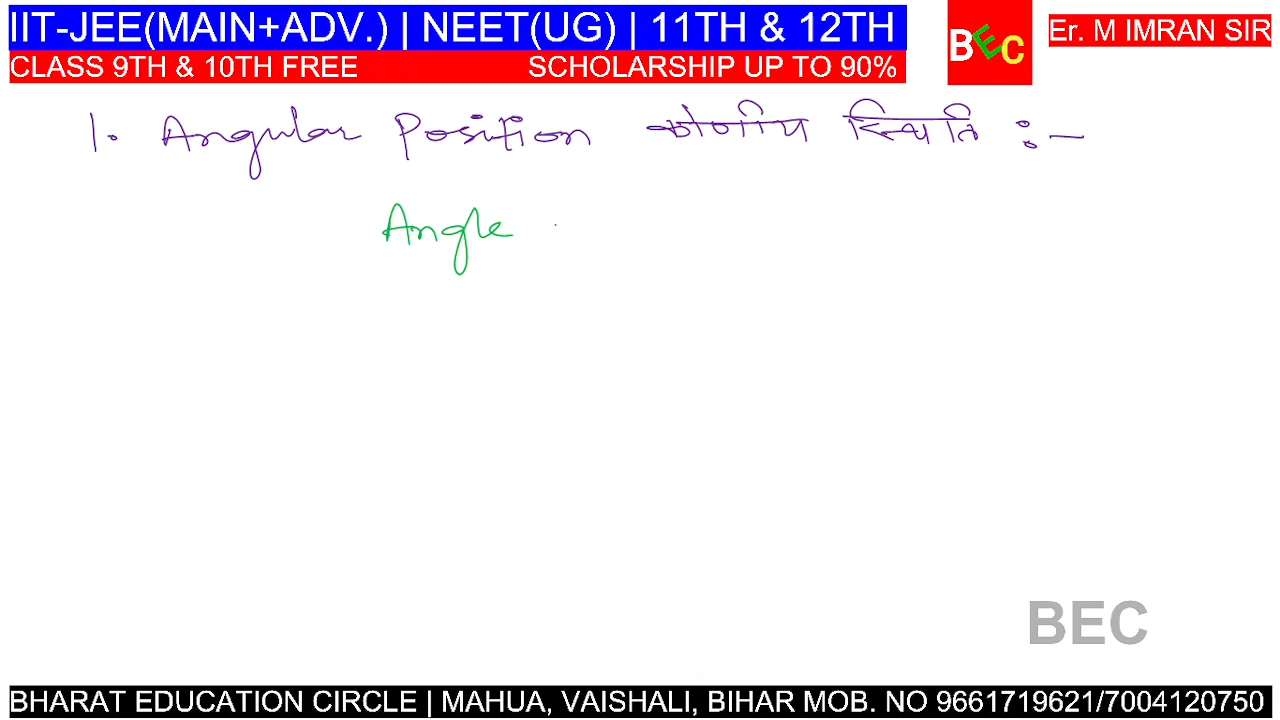 IIT-JEE(MAIN+ADV.) | NEET(UG) | 11TH & 12TH
BEC
Er. M IMRAN SIR
CLASS 9TH & 10TH FREE SCHOLARSHIP UP TO 90%
1. Angular Position कोणीय स्थिति :-
Angle
BEC
BHARAT EDUCATION CIRCLE | MAHUA, VAISHALI, BIHAR MOB. NO 9661719621/7004120750